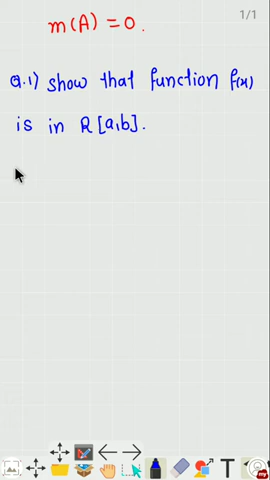 1/1
m(A) = 0.
Q.1) show that function f(x)
is in R[a,b].
T